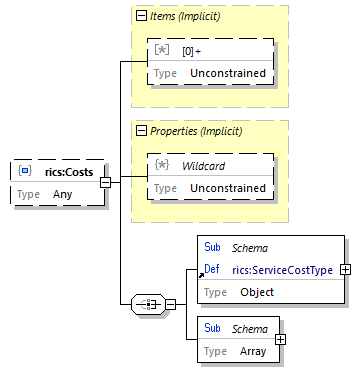 Items (Implicit)
[*] [0]+
Type Unconstrained
Properties (Implicit)
{*} Wildcard
Type Unconstrained
rics:Costs
Type Any
Sub Schema
Def rics:ServiceCostType
Type Object
Sub Schema
Type Array